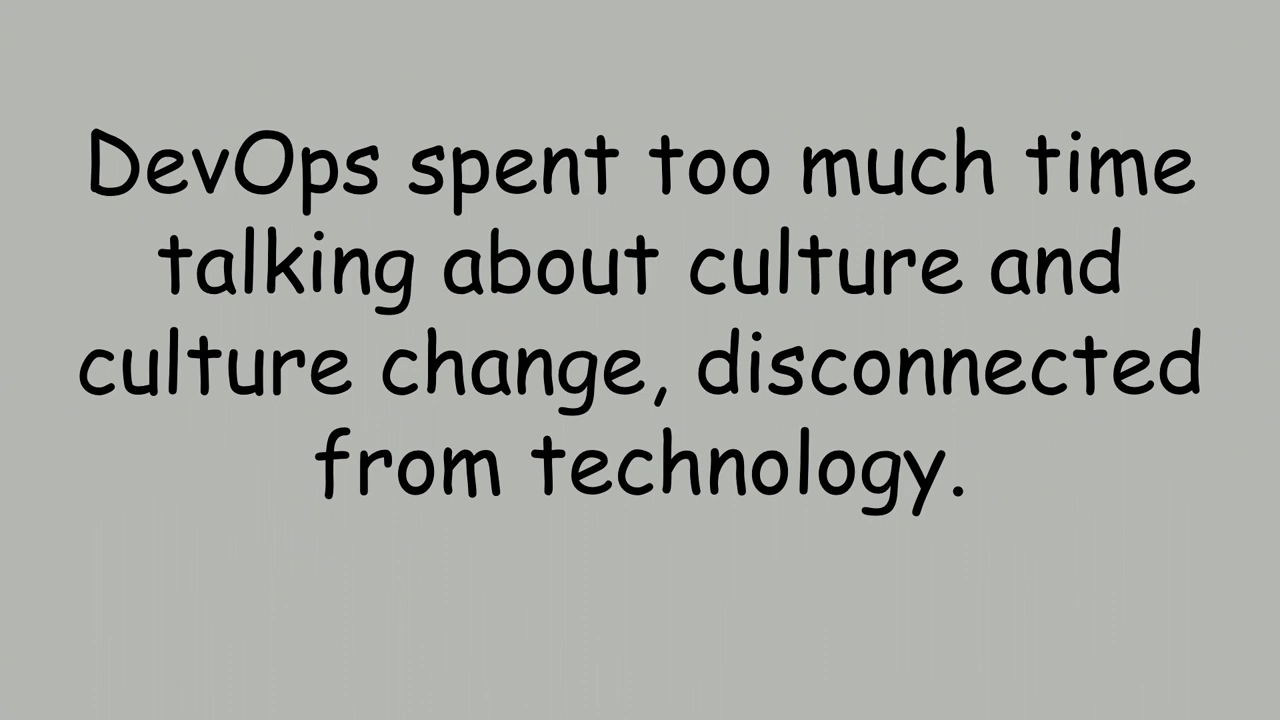 DevOps spent too much time
talking about culture and
culture change, disconnected
from technology.